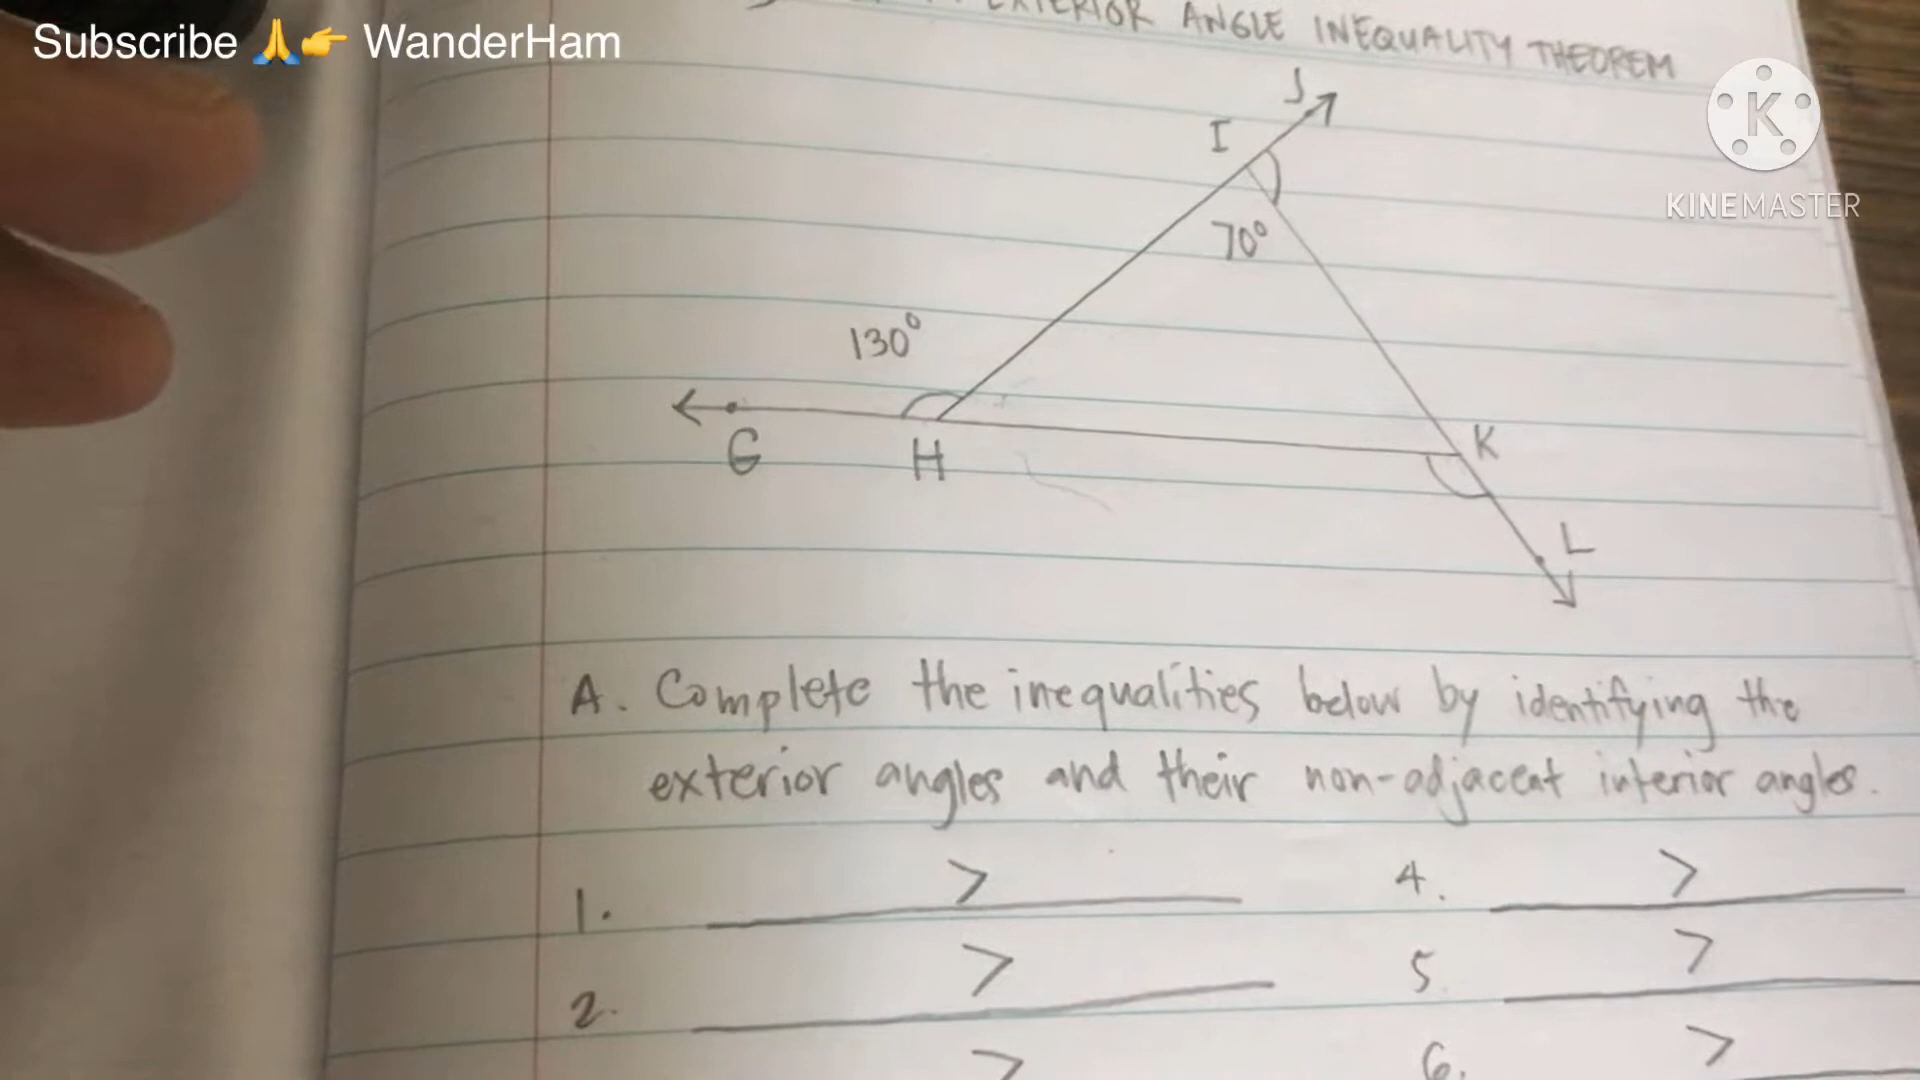 Subscribe 🙏👉 WanderHam
EXTERIOR ANGLE INEQUALITY THEOREM
K
KINEMASTER
J
I
70°
130°
G
H
K
L
A. Complete the inequalities below by identifying the
exterior angles and their non-adjacent interior angles.
1. >
4. >
2. >
5. >
>
6. >